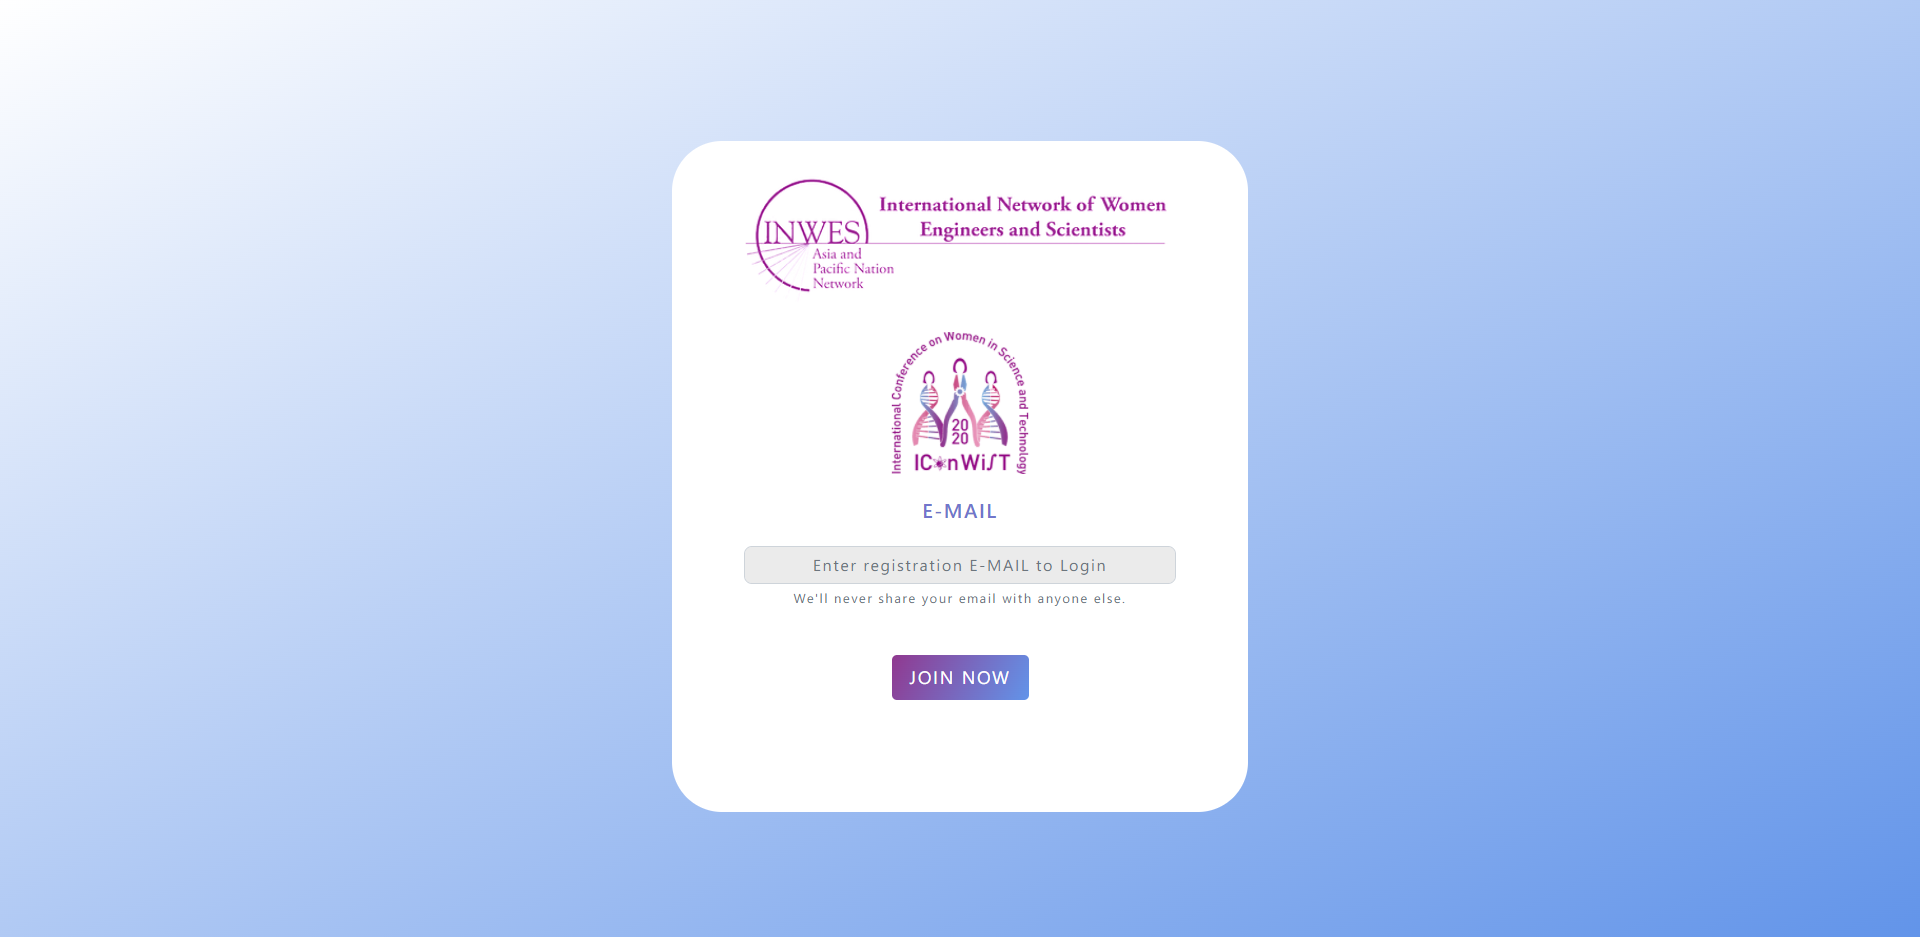 International Network of Women
Engineers and Scientists
INWES
Asia and
Pacific Nation
Network
International Conference on Women in Science and Technology
20
20
IConWiST
E-MAIL
Enter registration E-MAIL to Login
We'll never share your email with anyone else.
JOIN NOW